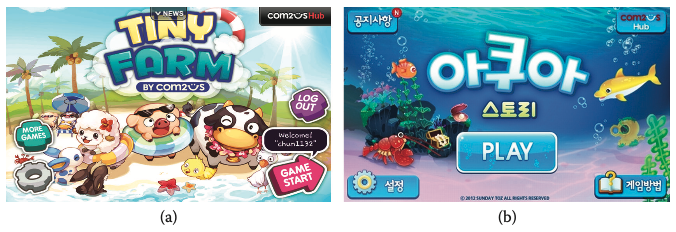 NEWS
com2us Hub
TINY
FARM
BY com2us
LOG
OUT
MORE
GAMES
Welcome!
"chun1132"
GAME
START
(a)
공지사항
N
com2us
Hub
아쿠아
스토리
PLAY
설정
게임방법
© 2012 SUNDAY TOZ ALL RIGHTS RESERVED
(b)